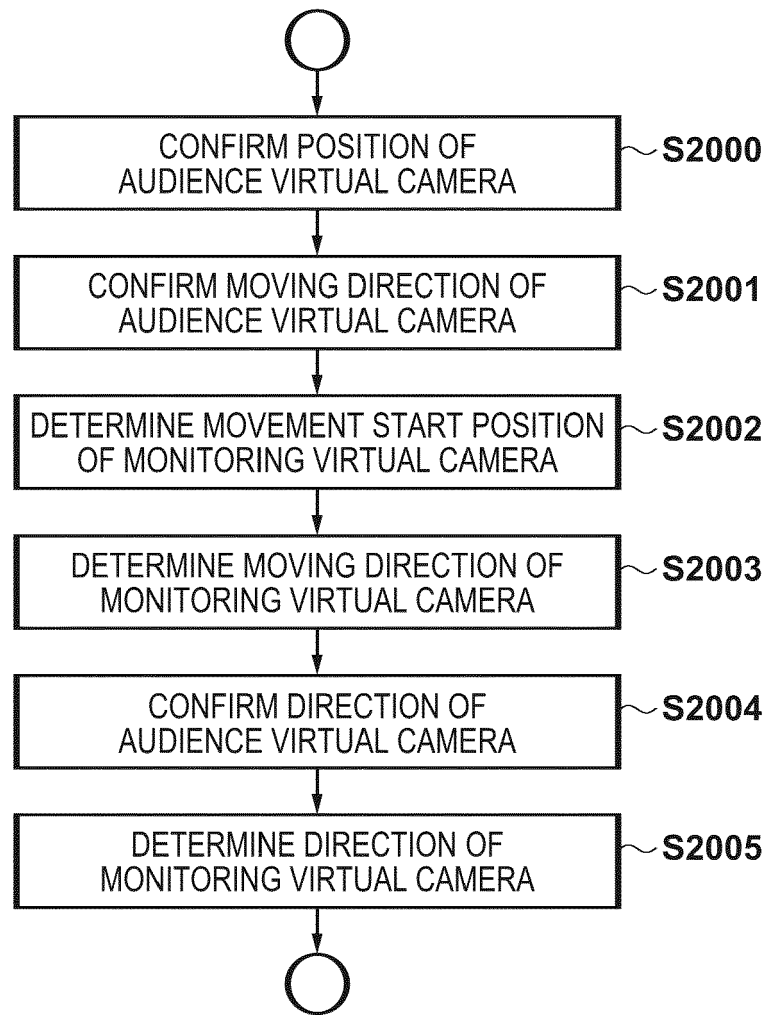 CONFIRM POSITION OF
AUDIENCE VIRTUAL CAMERA
S2000
CONFIRM MOVING DIRECTION OF
AUDIENCE VIRTUAL CAMERA
S2001
DETERMINE MOVEMENT START POSITION
OF MONITORING VIRTUAL CAMERA
S2002
DETERMINE MOVING DIRECTION OF
MONITORING VIRTUAL CAMERA
S2003
CONFIRM DIRECTION OF
AUDIENCE VIRTUAL CAMERA
S2004
DETERMINE DIRECTION OF
MONITORING VIRTUAL CAMERA
S2005